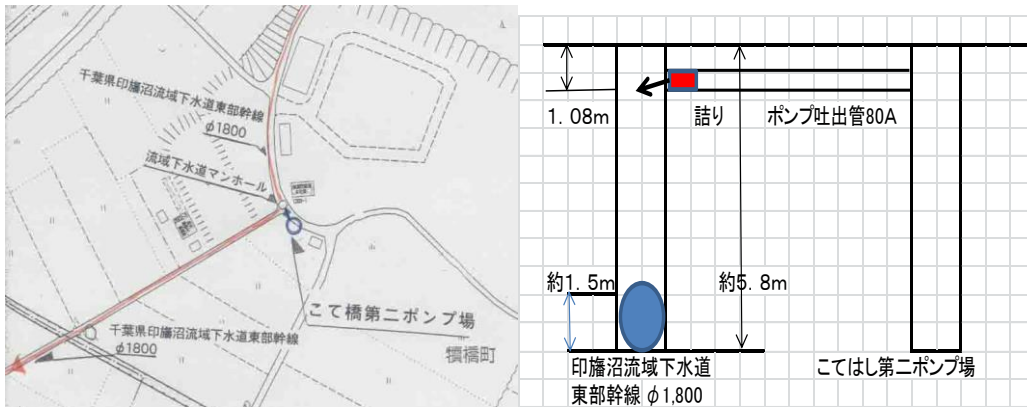 千葉県印旛沼流域下水道東部幹線
φ1800
流域下水道マンホール
こて橋第二ポンプ場
千葉県印旛沼流域下水道東部幹線
φ1800
犢橋町
1.08m
詰り
ポンプ吐出管80A
約1.5m
約5.8m
印旛沼流域下水道
東部幹線 φ1,800
こてはし第二ポンプ場